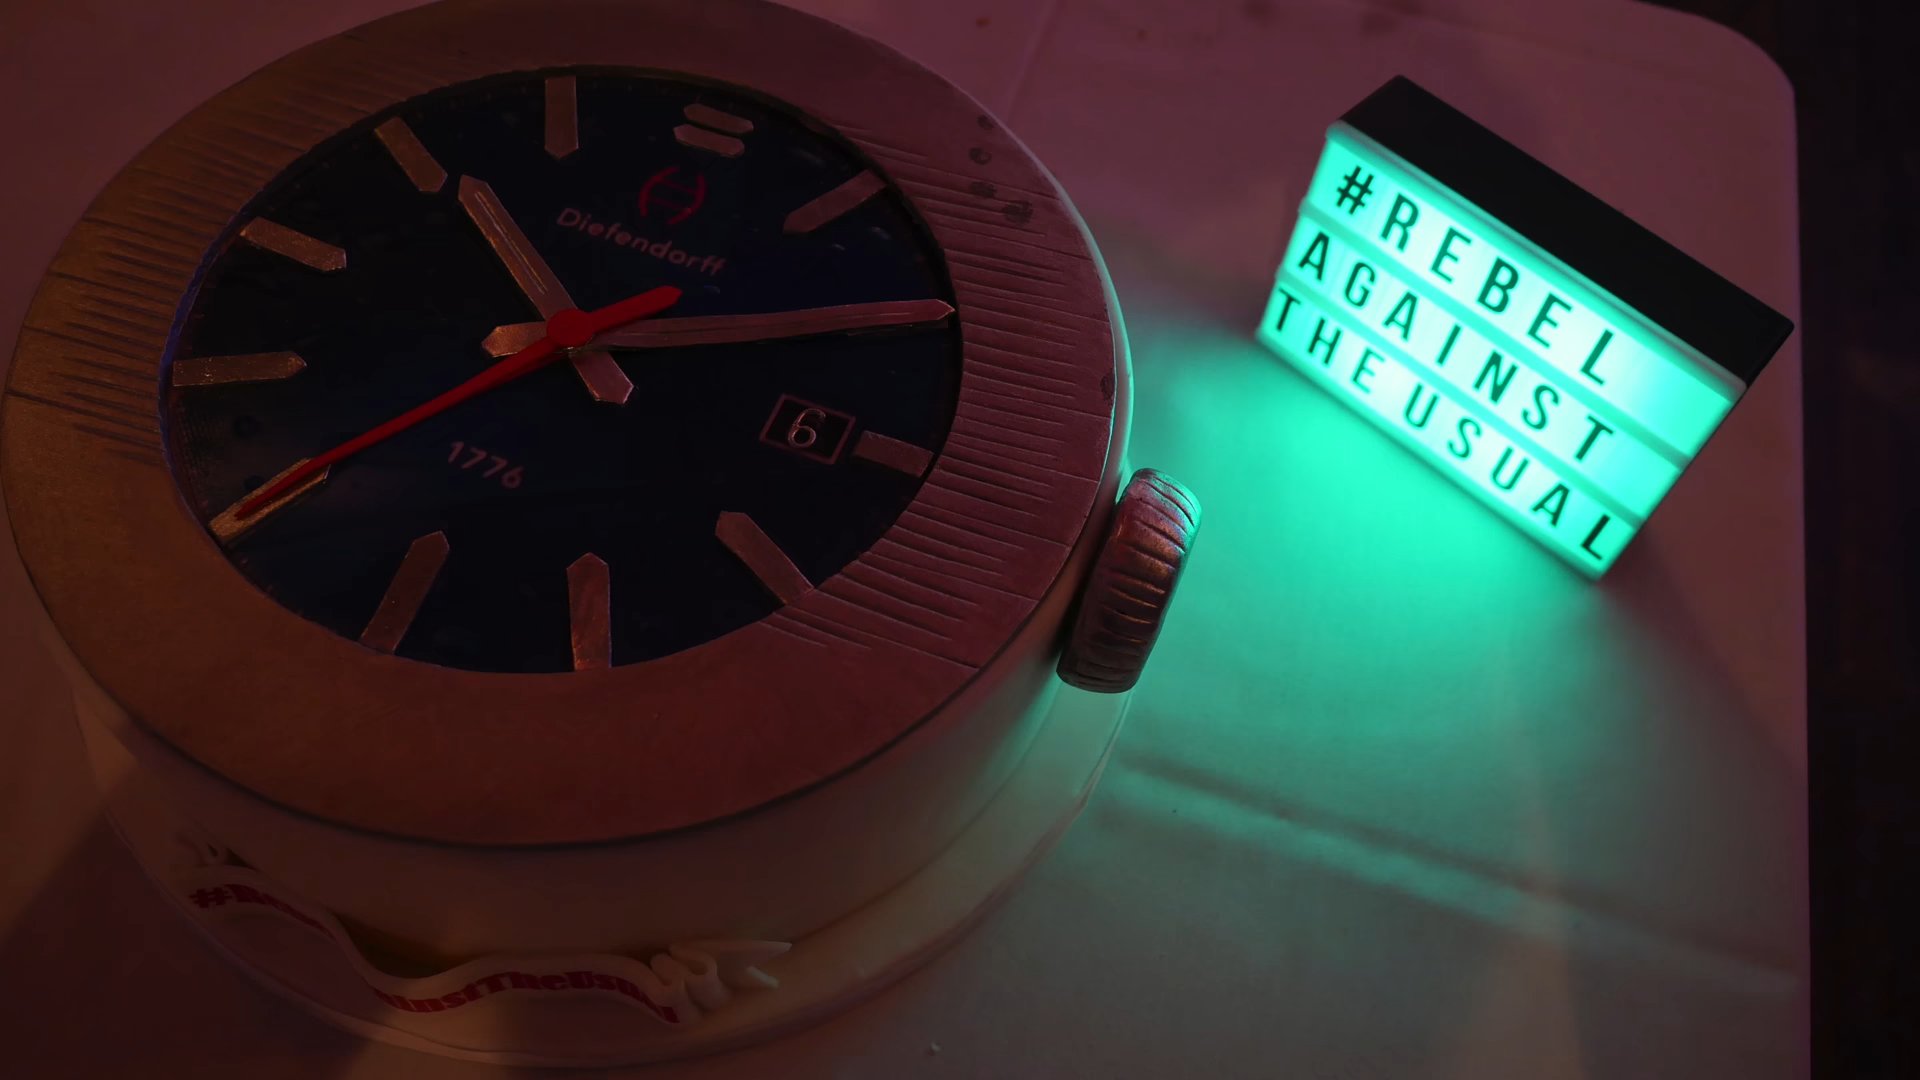 Diefendorff
6
1776
#REBEL
AGAINST
THE USUAL